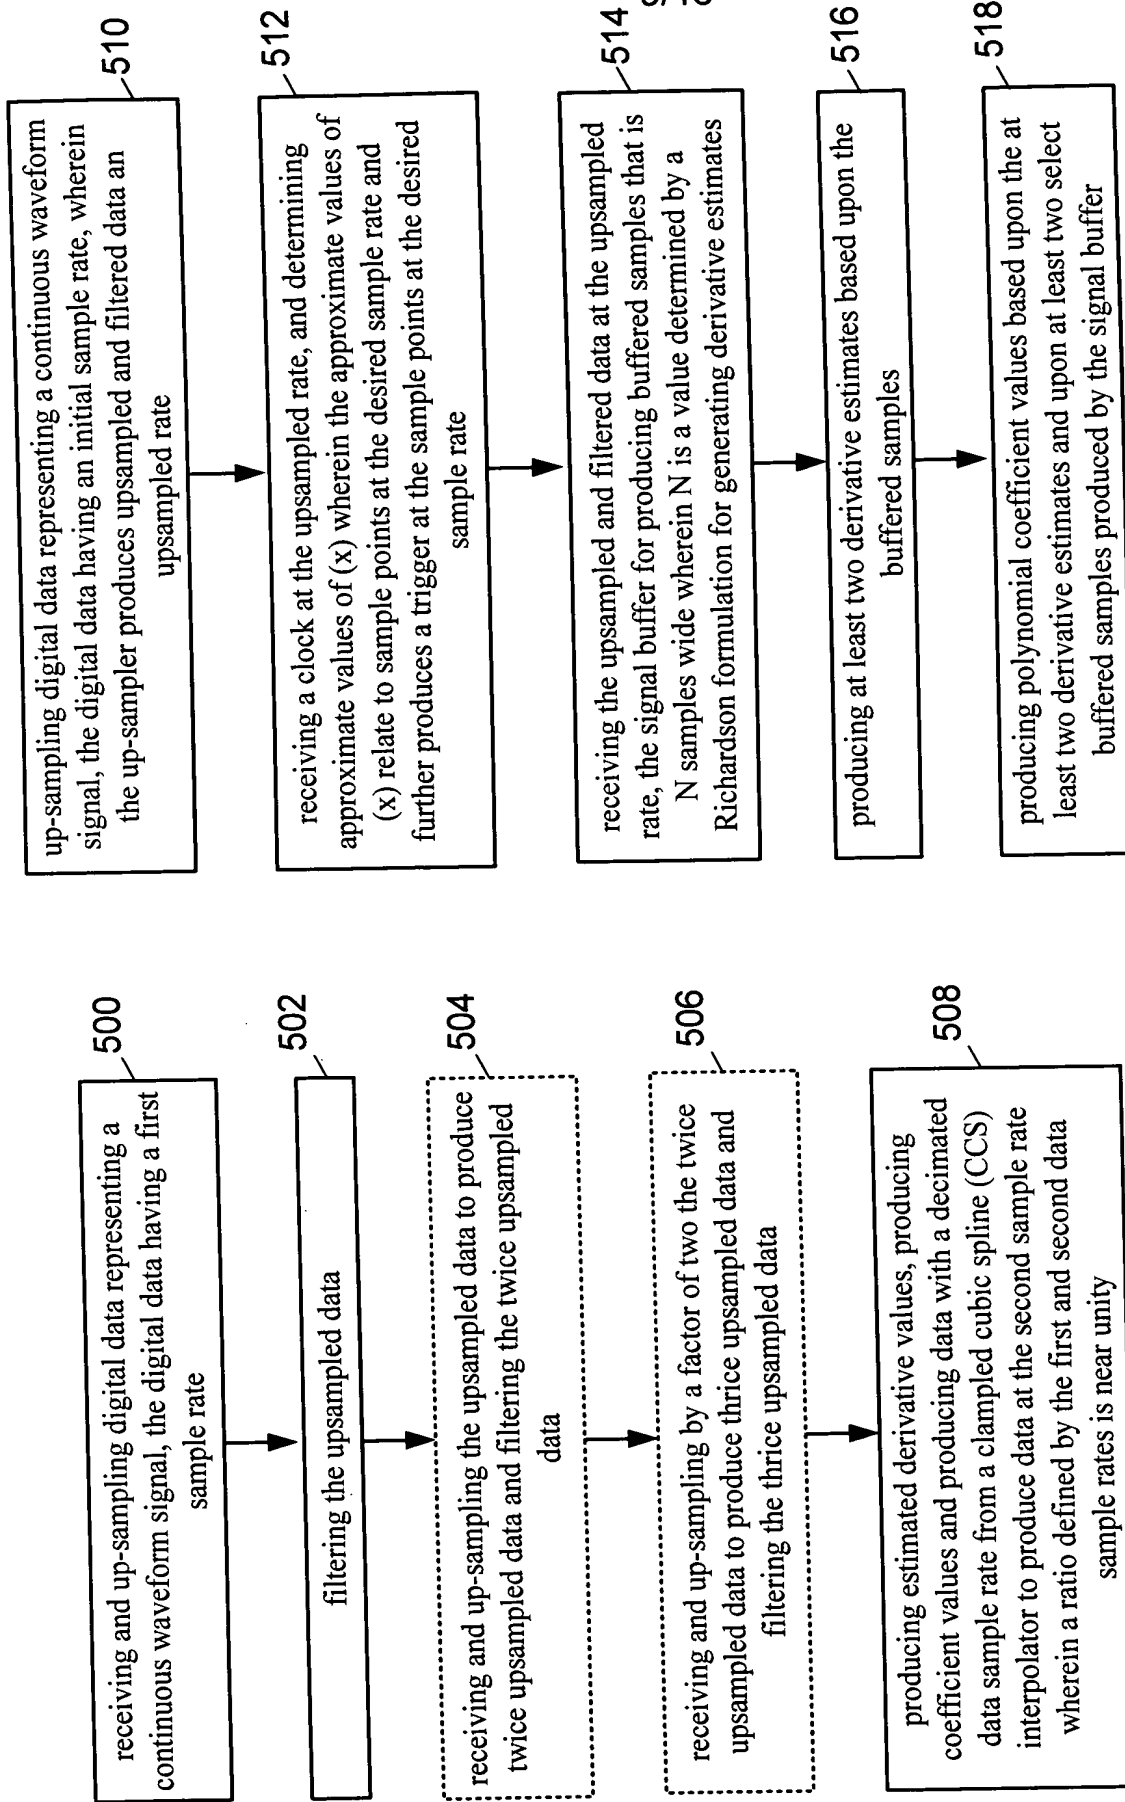 500
receiving and up-sampling digital data representing a
continuous waveform signal, the digital data having a first
sample rate
502
filtering the upsampled data
504
receiving and up-sampling the upsampled data to produce
twice upsampled data and filtering the twice upsampled
data
506
receiving and up-sampling by a factor of two the twice
upsampled data to produce thrice upsampled data and
filtering the thrice upsampled data
508
producing estimated derivative values, producing
coefficient values and producing data with a decimated
data sample rate from a clampled cubic spline (CCS)
interpolator to produce data at the second sample rate
wherein a ratio defined by the first and second data
sample rates is near unity
510
up-sampling digital data representing a continuous waveform
signal, the digital data having an initial sample rate, wherein
the up-sampler produces upsampled and filtered data an
upsampled rate
512
receiving a clock at the upsampled rate, and determining
approximate values of (x) wherein the approximate values of
(x) relate to sample points at the desired sample rate and
further produces a trigger at the sample points at the desired
sample rate
514
receiving the upsampled and filtered data at the upsampled
rate, the signal buffer for producing buffered samples that is
N samples wide wherein N is a value determined by a
Richardson formulation for generating derivative estimates
516
producing at least two derivative estimates based upon the
buffered samples
518
producing polynomial coefficient values based upon the at
least two derivative estimates and upon at least two select
buffered samples produced by the signal buffer